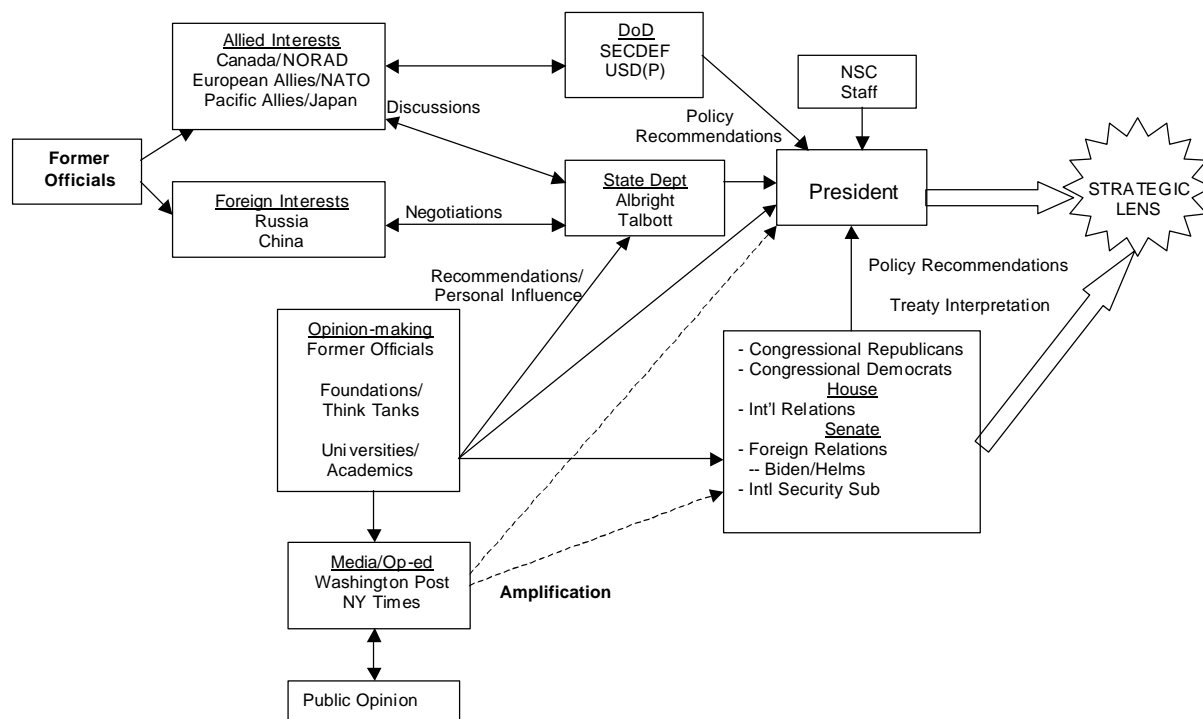 Allied Interests
Canada/NORAD
European Allies/NATO
Pacific Allies/Japan
DoD
SECDEF
USD(P)
NSC
Staff
Discussions
Policy
Recommendations
Former
Officials
Foreign Interests
Russia
China
Negotiations
State Dept
Albright
Talbott
President
STRATEGIC
LENS
Recommendations/
Personal Influence
Policy Recommendations
Treaty Interpretation
Opinion-making
Former Officials
Foundations/
Think Tanks
Universities/
Academics
- Congressional Republicans
- Congressional Democrats
House
- Int'l Relations
Senate
- Foreign Relations
-- Biden/Helms
- Intl Security Sub
Media/Op-ed
Washington Post
NY Times
Amplification
Public Opinion